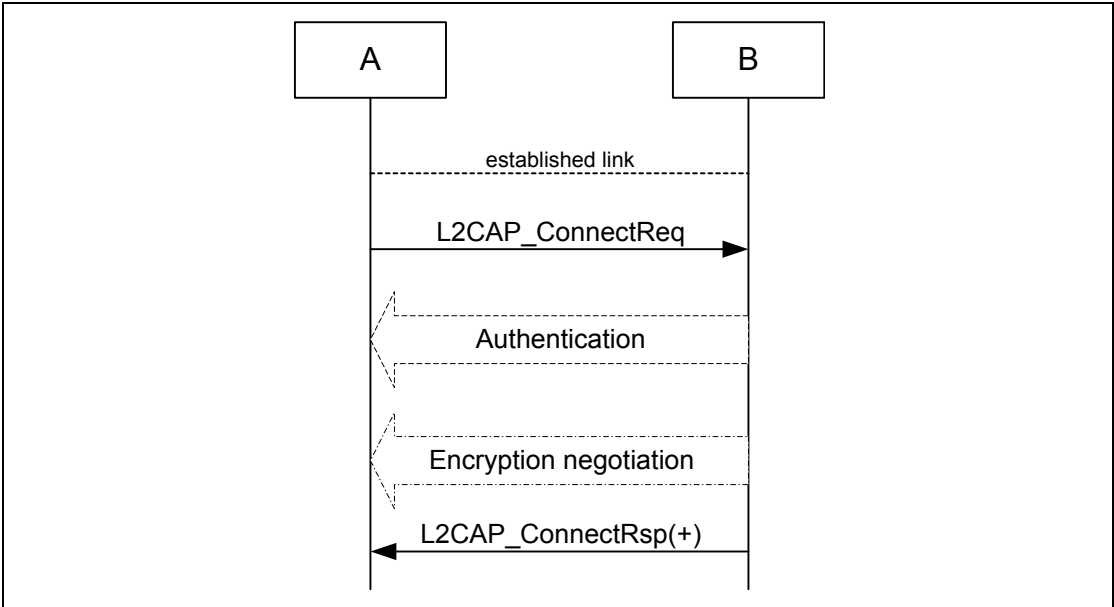 A
B
established link
L2CAP_ConnectReq
Authentication
Encryption negotiation
L2CAP_ConnectRsp(+)